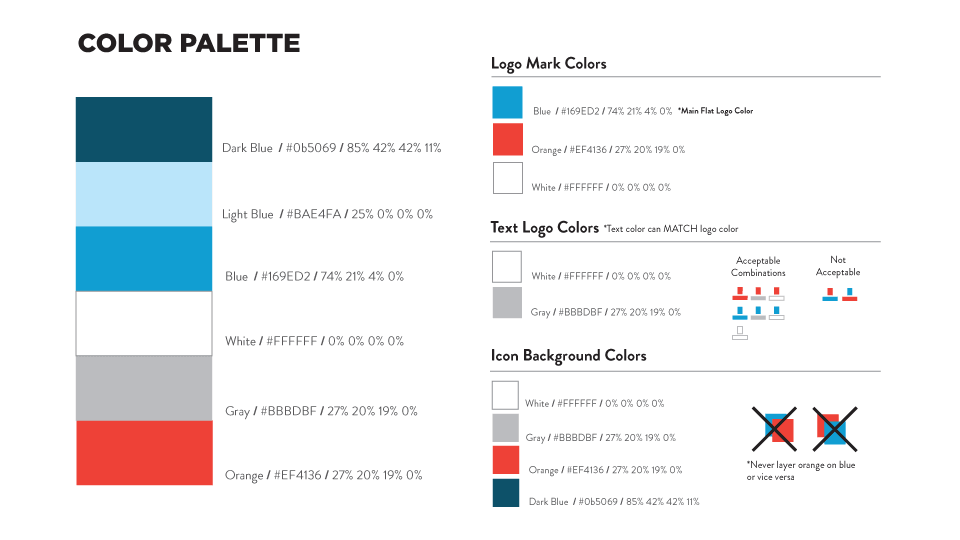 COLOR PALETTE
Dark Blue / #0b5069 / 85% 42% 42% 11%
Light Blue / #BAE4FA / 25% 0% 0% 0%
Blue / #169ED2 / 74% 21% 4% 0%
White / #FFFFFF / 0% 0% 0% 0%
Gray / #BBBDBF / 27% 20% 19% 0%
Orange / #EF4136 / 27% 20% 19% 0%
Logo Mark Colors
Blue / #169ED2 / 74% 21% 4% 0% *Main Flat Logo Color
Orange / #EF4136 / 27% 20% 19% 0%
White / #FFFFFF / 0% 0% 0% 0%
Text Logo Colors *Text color can MATCH logo color
White / #FFFFFF / 0% 0% 0% 0%
Gray / #BBBDBF / 27% 20% 19% 0%
Acceptable
Combinations
Not
Acceptable
Icon Background Colors
White / #FFFFFF / 0% 0% 0% 0%
Gray / #BBBDBF / 27% 20% 19% 0%
Orange / #EF4136 / 27% 20% 19% 0%
Dark Blue / #0b5069 / 85% 42% 42% 11%
*Never layer orange on blue
or vice versa